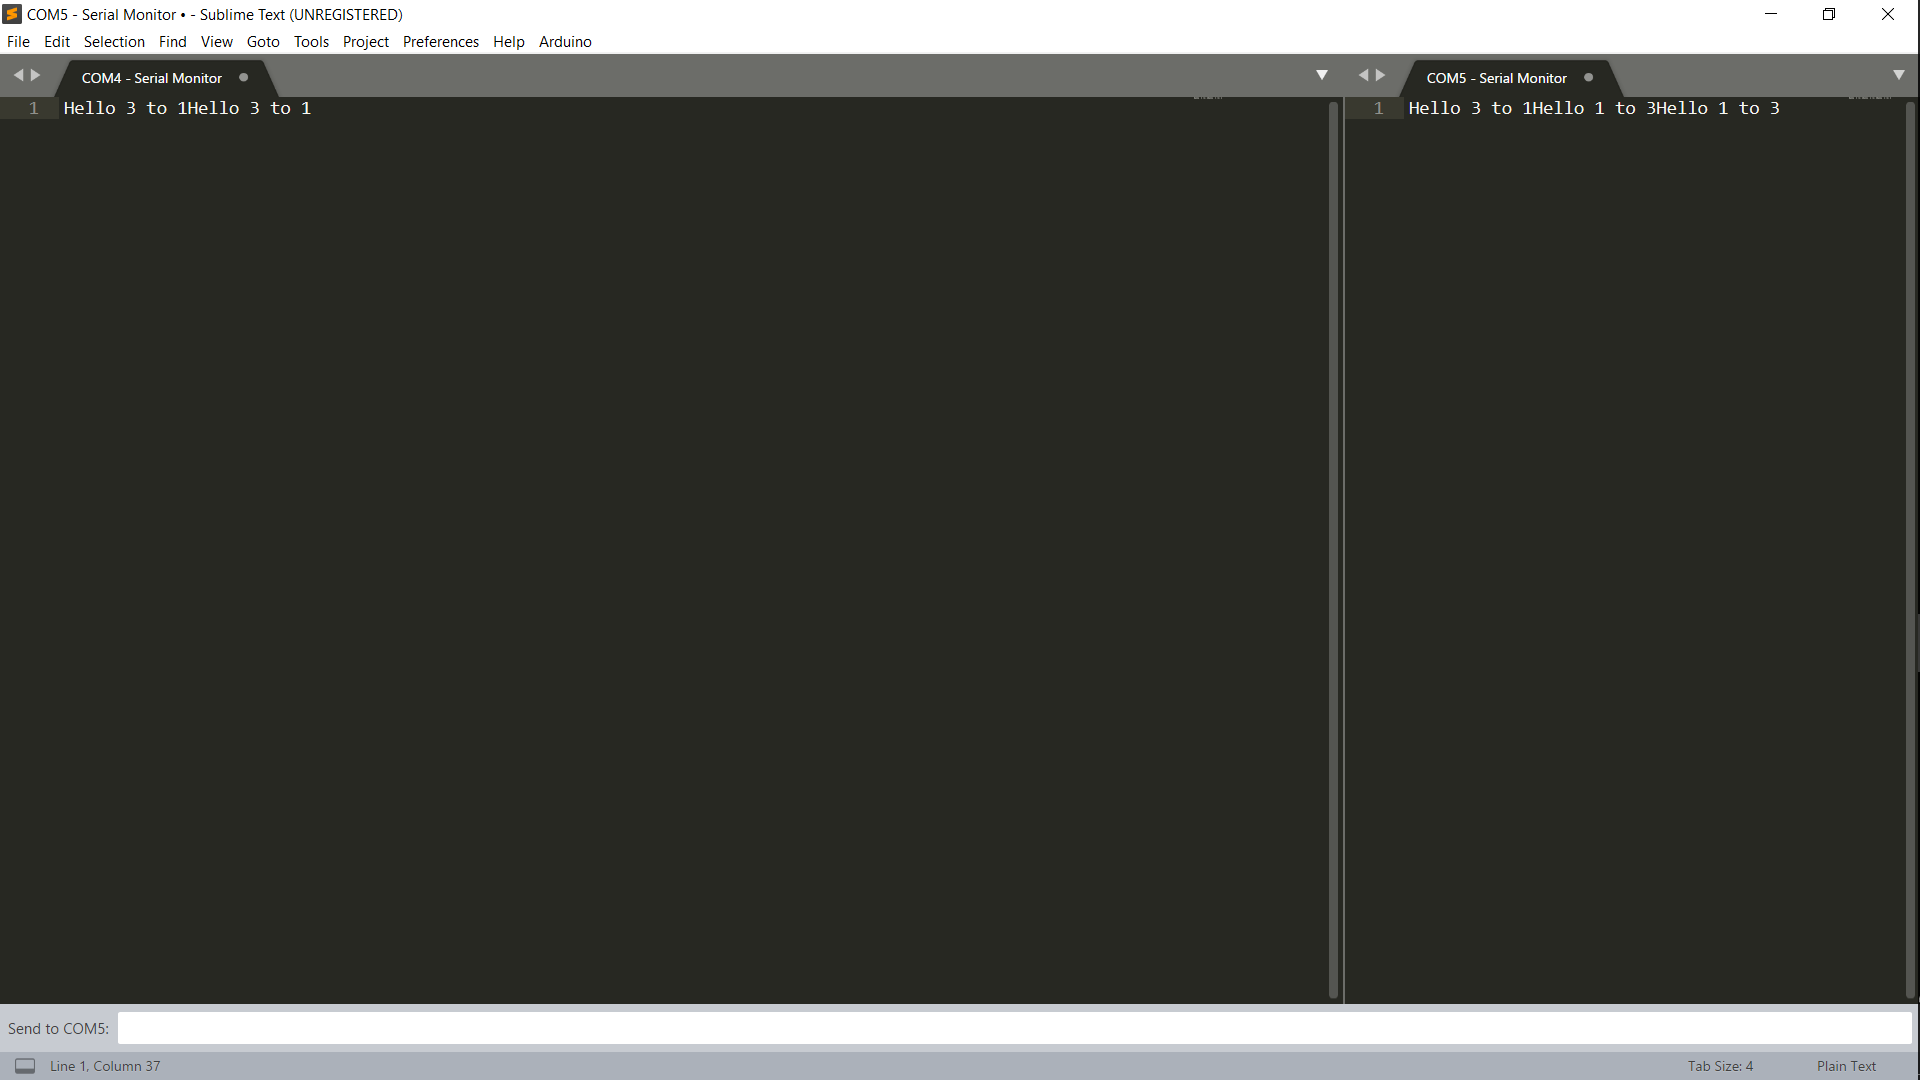 COM5 - Serial Monitor • - Sublime Text (UNREGISTERED)
File Edit Selection Find View Goto Tools Project Preferences Help Arduino
COM4 - Serial Monitor
1 Hello 3 to 1Hello 3 to 1
COM5 - Serial Monitor
1 Hello 3 to 1Hello 1 to 3Hello 1 to 3
Send to COM5:
Line 1, Column 37
Tab Size: 4
Plain Text